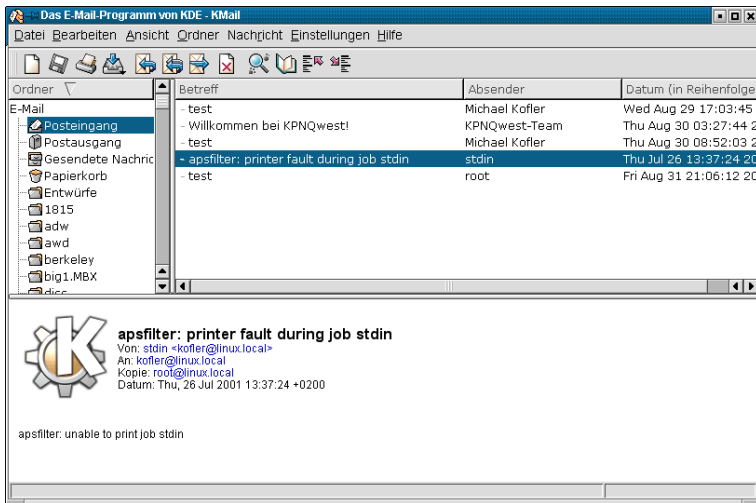 Das E-Mail-Programm von KDE - KMail
Datei Bearbeiten Ansicht Ordner Nachricht Einstellungen Hilfe
Ordner Betreff Absender Datum (in Reihenfolge
E-Mail
Posteingang
Postausgang
Gesendete Nachric
Papierkorb
Entwürfe
1815
adw
awd
berkeley
big1.MBX
disc
- test Michael Kofler Wed Aug 29 17:03:45
- Willkommen bei KPNQwest! KPNQwest-Team Thu Aug 30 03:27:44 2
- test Michael Kofler Thu Aug 30 08:52:03 2
- apsfilter: printer fault during job stdin stdin Thu Jul 26 13:37:24 20
- test root Fri Aug 31 21:06:12 20
K
apsfilter: printer fault during job stdin
Von: stdin <kofler@linux.local>
An: kofler@linux.local
Kopie: root@linux.local
Datum: Thu, 26 Jul 2001 13:37:24 +0200
apsfilter: unable to print job stdin